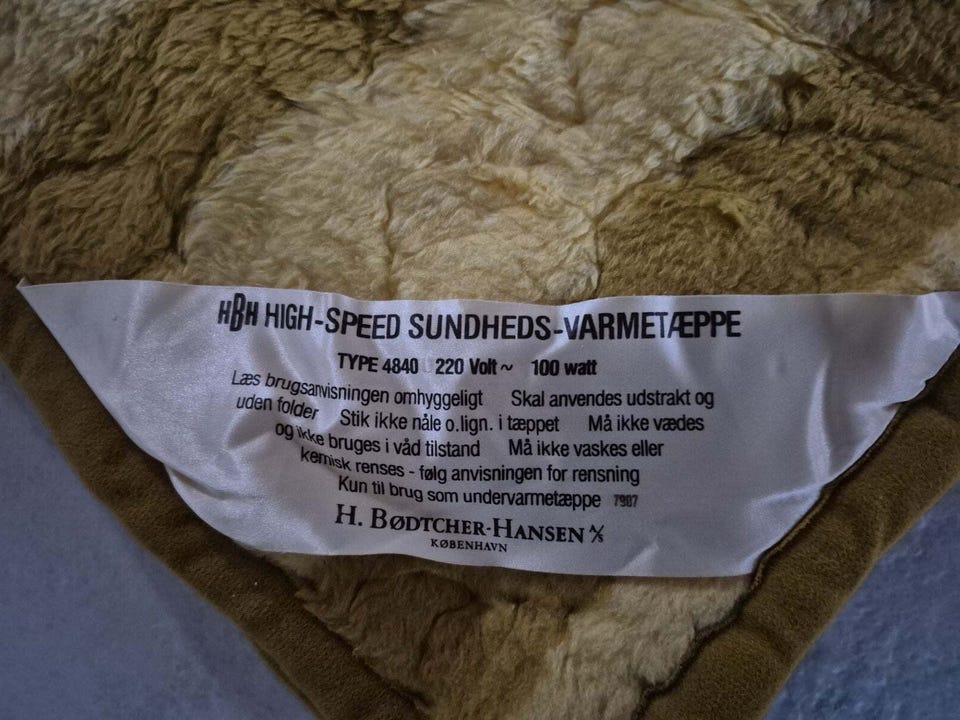 HBH HIGH-SPEED SUNDHEDS-VARMETÆPPE
TYPE 4840 220 Volt ~ 100 watt
Læs brugsanvisningen omhyggeligt Skal anvendes udstrakt og
uden folder Stik ikke nåle o.lign. i tæppet Må ikke vædes
og ikke bruges i våd tilstand Må ikke vaskes eller
kemisk renses - følg anvisningen for rensning
Kun til brug som undervarmetæppe 7907
H. BØDTCHER-HANSEN A/S
KØBENHAVN